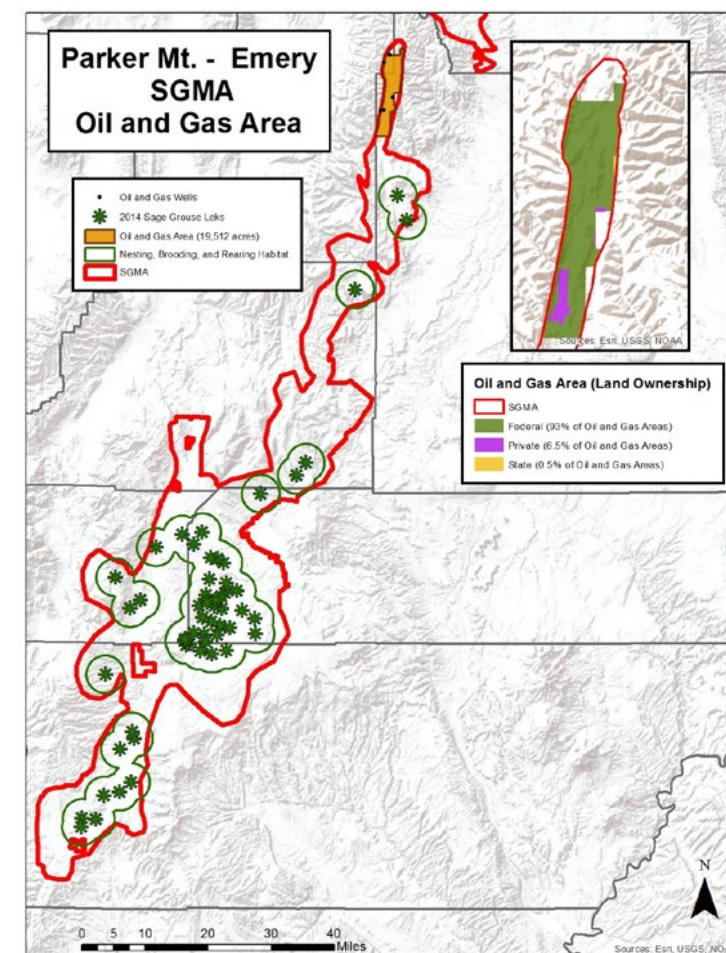 Parker Mt. - Emery
SGMA
Oil and Gas Area
Oil and Gas Wells
2014 Sage Grouse Leks
Oil and Gas Area (19,512 acres)
Nesting, Brooding, and Rearing Habitat
SGMA
Sources: Esri, USGS, NOAA
Oil and Gas Area (Land Ownership)
SGMA
Federal (93% of Oil and Gas Areas)
Private (6.5% of Oil and Gas Areas)
State (0.5% of Oil and Gas Areas)
N
0 5 10 20 30 40
Miles
Sources: Esri, USGS, NOA